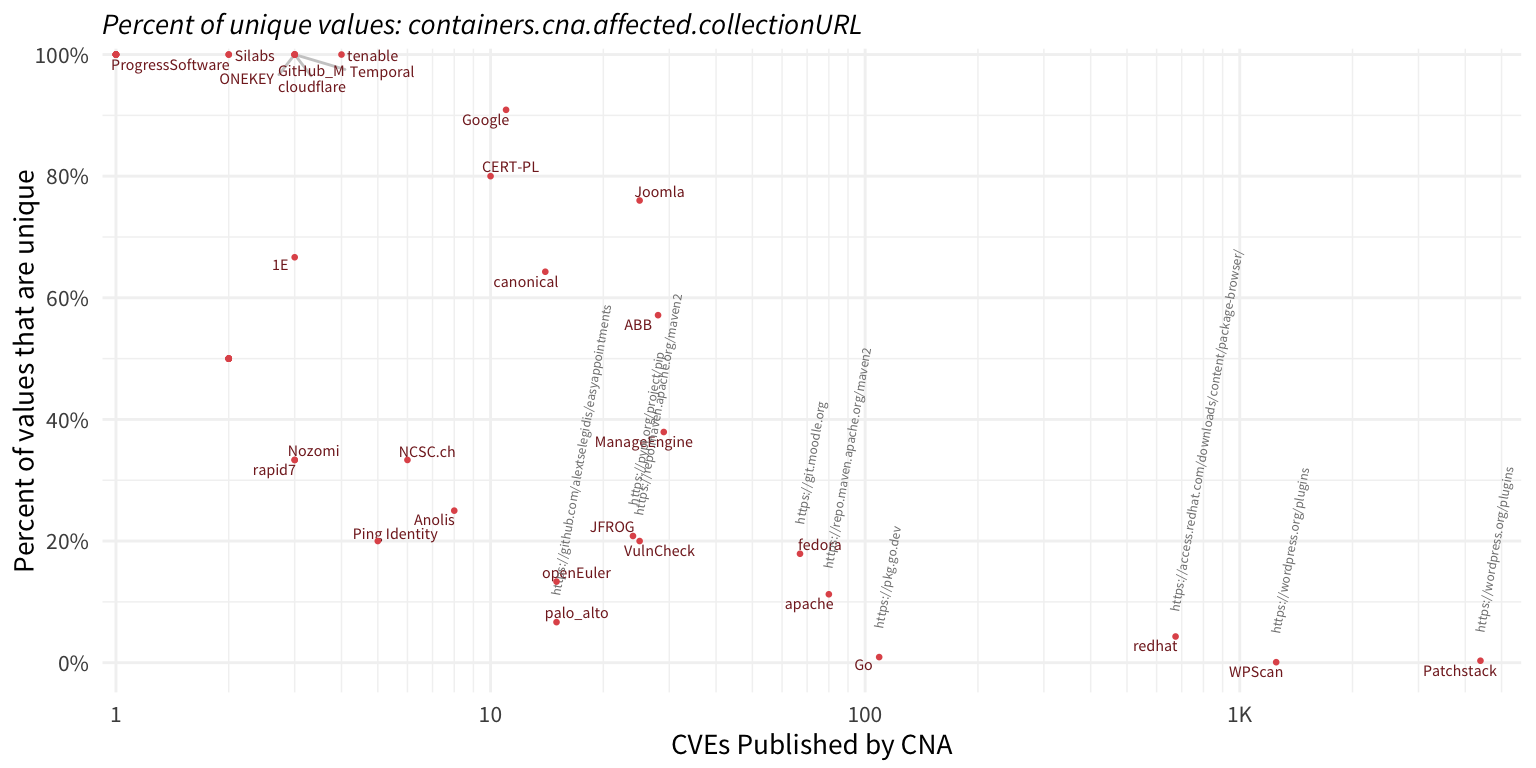 Percent of unique values: containers.cna.affected.collectionURL
Percent of values that are unique
100%
80%
60%
40%
20%
0%
ProgressSoftware
Silabs
ONEKEY
GitHub_M
cloudflare
tenable
Temporal
Google
CERT-PL
Joomla
1E
canonical
ABB
ManageEngine
Nozomi
rapid7
NCSC.ch
Anolis
Ping Identity
JFROG
VulnCheck
openEuler
palo_alto
fedora
apache
Go
redhat
WPScan
Patchstack
https://github.com/alextselegidis/easyappointments
https://pypi.org/project/pip
https://repo.maven.apache.org/maven2
https://git.moodle.org
https://repo.maven.apache.org/maven2
https://pkg.go.dev
https://access.redhat.com/downloads/content/package-browser/
https://wordpress.org/plugins
https://wordpress.org/plugins
1
10
100
1K
CVEs Published by CNA